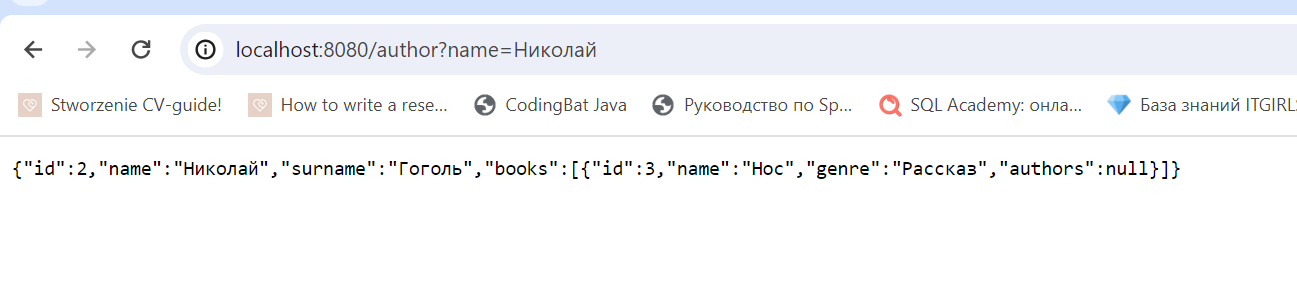 localhost:8080/author?name=Николай
Stworzenie CV-guide! How to write a rese... CodingBat Java Руководство по Sp... SQL Academy: онла... База знаний ITGIRLS
{"id":2,"name":"Николай","surname":"Гоголь","books":[{"id":3,"name":"Нос","genre":"Рассказ","authors":null}]}